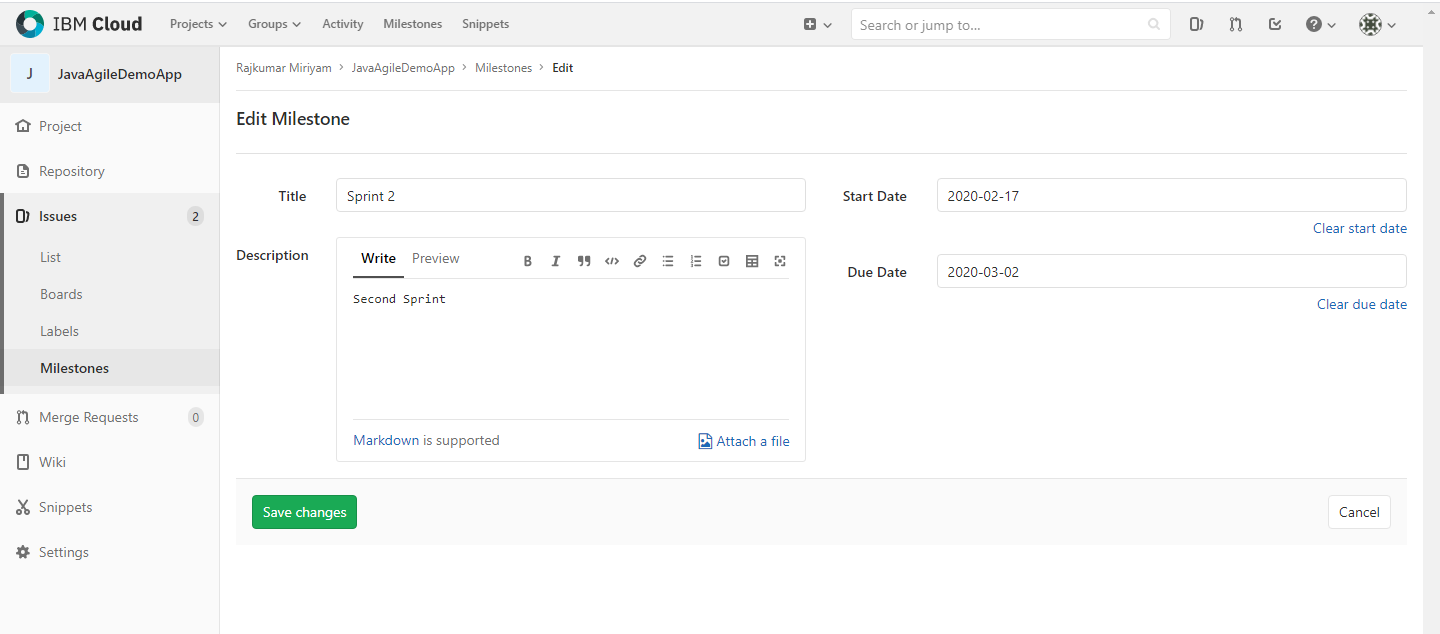 IBM Cloud Projects Groups Activity Milestones Snippets Search or jump to...
J JavaAgileDemoApp
Rajkumar Miriyam > JavaAgileDemoApp > Milestones > Edit
Project
Repository
Issues 2
List
Boards
Labels
Milestones
Merge Requests 0
Wiki
Snippets
Settings
Edit Milestone
Title Sprint 2
Description
Write Preview
Second Sprint
Markdown is supported Attach a file
Start Date 2020-02-17
Clear start date
Due Date 2020-03-02
Clear due date
Save changes Cancel